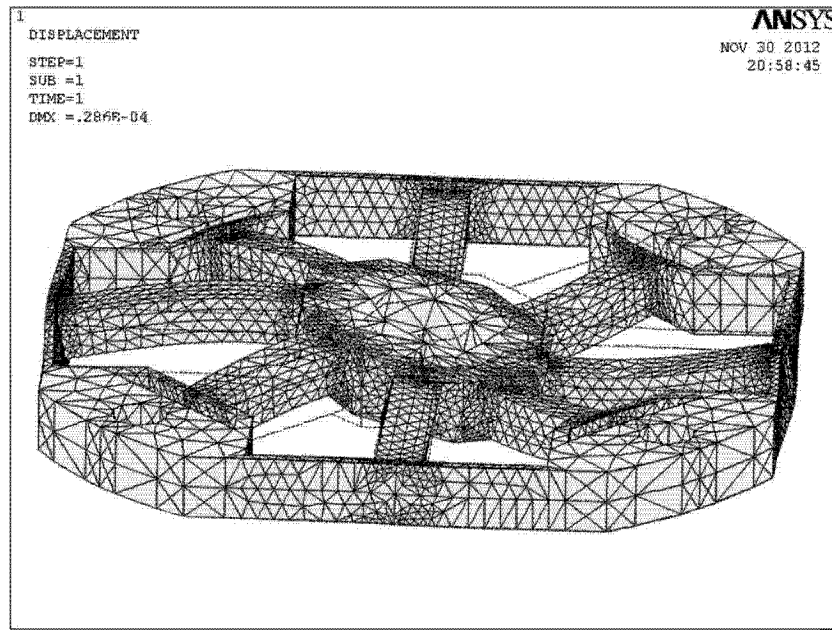 1
DISPLACEMENT
STEP=1
SUB =1
TIME=1
DMX =.286E-04
ANSYS
NOV 30 2012
20:58:45